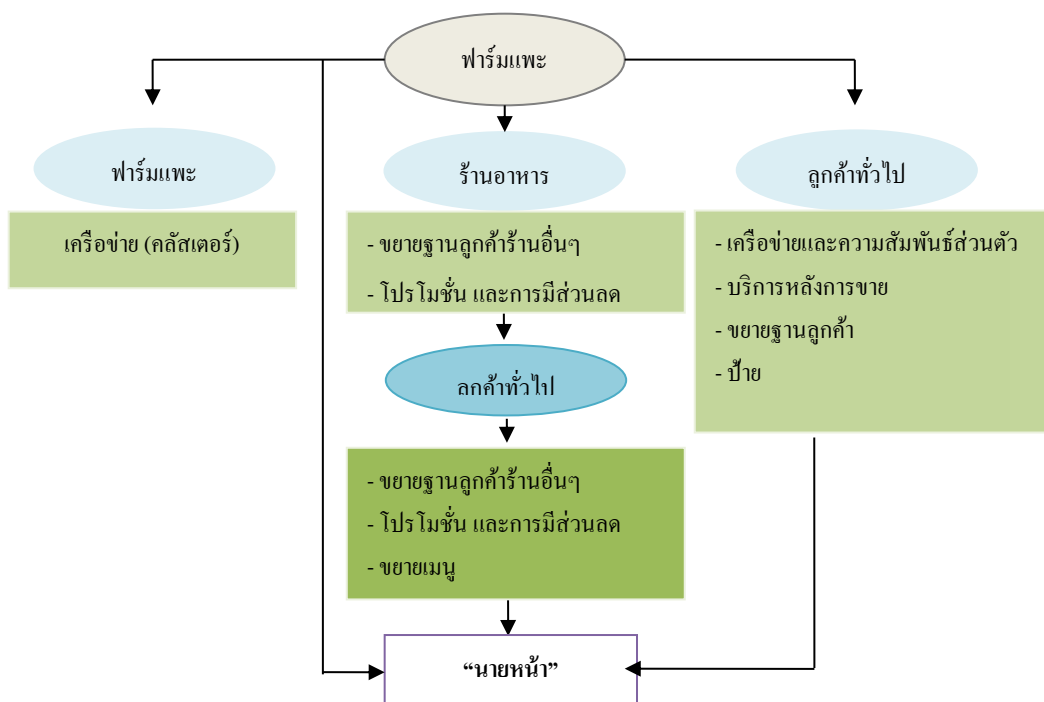 ฟาร์มแพะ
ฟาร์มแพะ
เครือข่าย (คลัสเตอร์)
ร้านอาหาร
- ขยายฐานลูกค้าร้านอื่นๆ
- โปรโมชั่น และการมีส่วนลด
ลกค้าทั่วไป
- ขยายฐานลูกค้าร้านอื่นๆ
- โปรโมชั่น และการมีส่วนลด
- ขยายเมนู
ลูกค้าทั่วไป
- เครือข่ายและความสัมพันธ์ส่วนตัว
- บริการหลังการขาย
- ขยายฐานลูกค้า
- ป้าย
“นายหน้า”